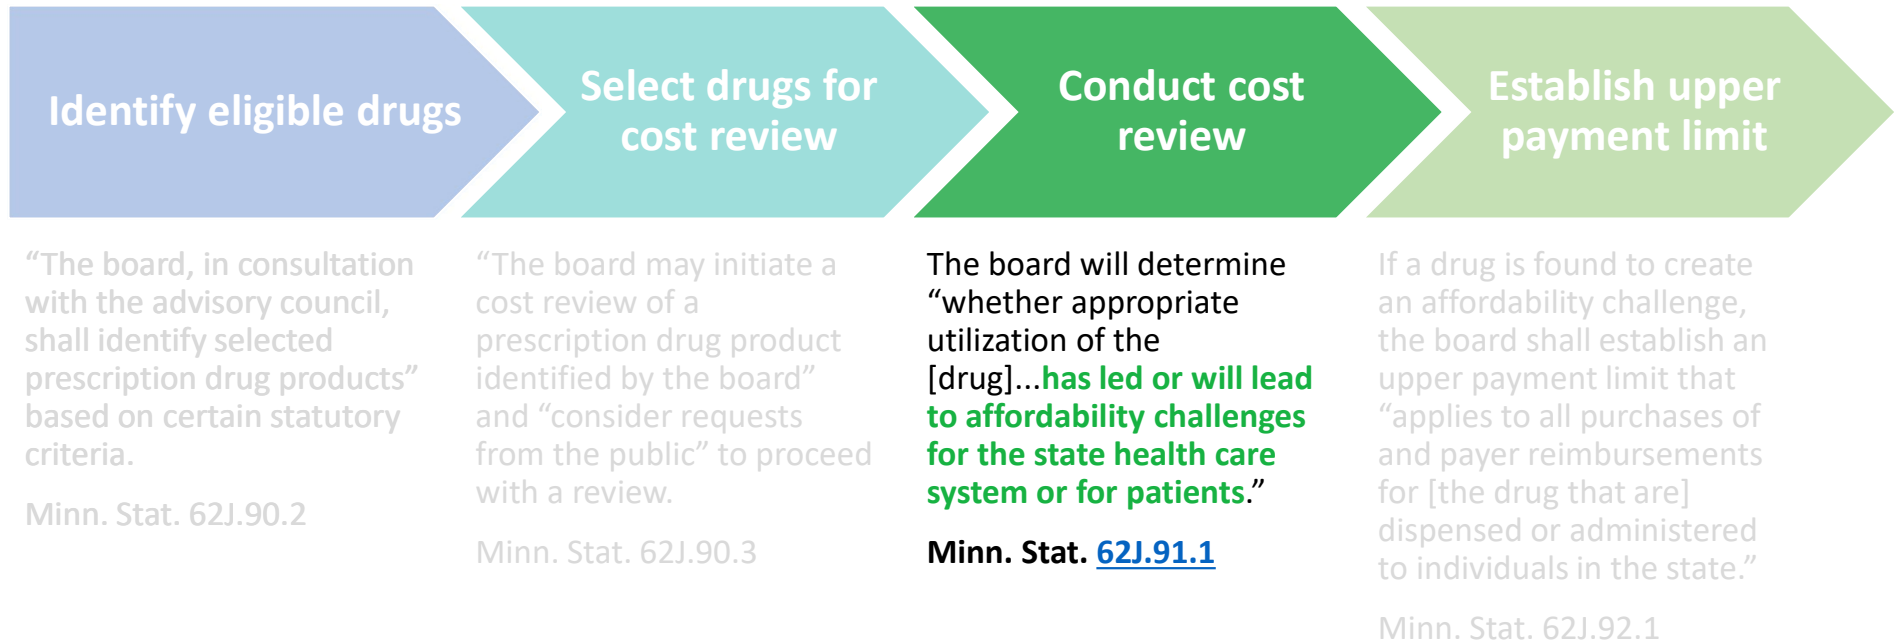 Identify eligible drugs
Select drugs for
cost review
Conduct cost
review
Establish upper
payment limit
“The board, in consultation
with the advisory council,
shall identify selected
prescription drug products”
based on certain statutory
criteria.
Minn. Stat. 62J.90.2
“The board may initiate a
cost review of a
prescription drug product
identified by the board”
and “consider requests
from the public” to proceed
with a review.
Minn. Stat. 62J.90.3
The board will determine
“whether appropriate
utilization of the
[drug]...has led or will lead
to affordability challenges
for the state health care
system or for patients.”
Minn. Stat. 62J.91.1
If a drug is found to create
an affordability challenge,
the board shall establish an
upper payment limit that
“applies to all purchases of
and payer reimbursements
for [the drug that are]
dispensed or administered
to individuals in the state.”
Minn. Stat. 62J.92.1